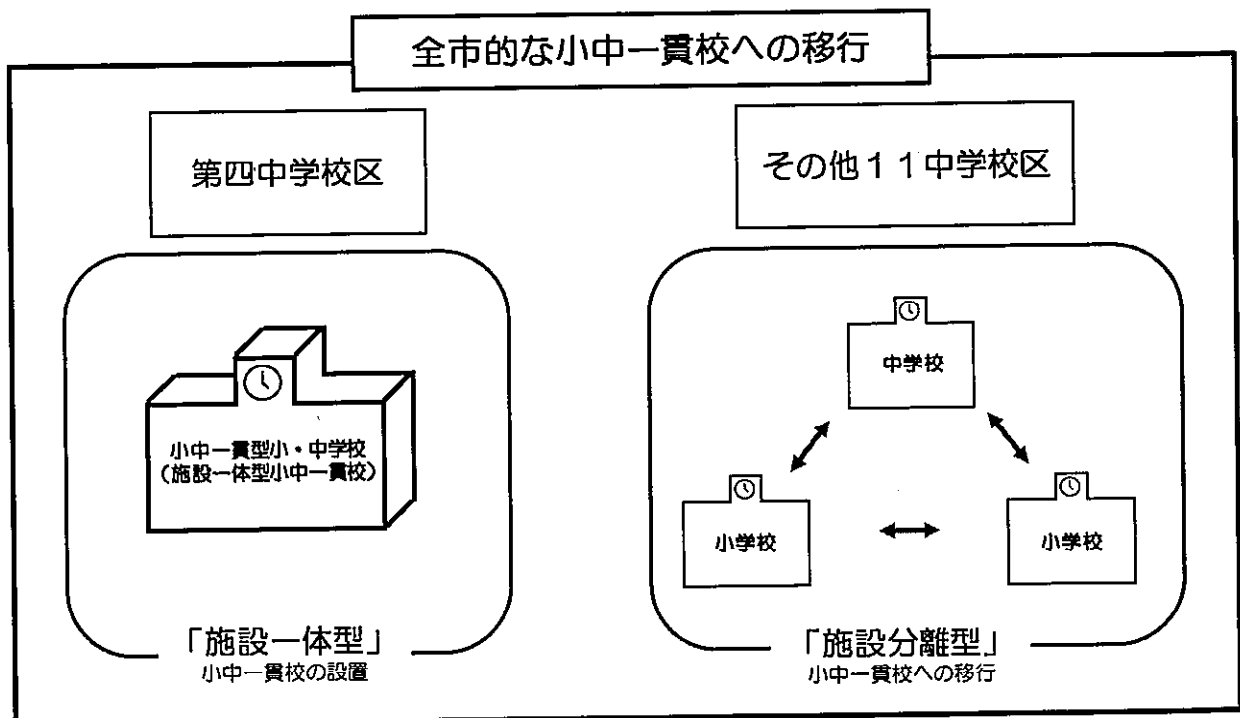 全市的な小中一貫校への移行
第四中学校区
小中一貫型小・中学校
（施設一体型小中一貫校）
「施設一体型」
小中一貫校の設置
その他１１中学校区
中学校
小学校
小学校
「施設分離型」
小中一貫校への移行